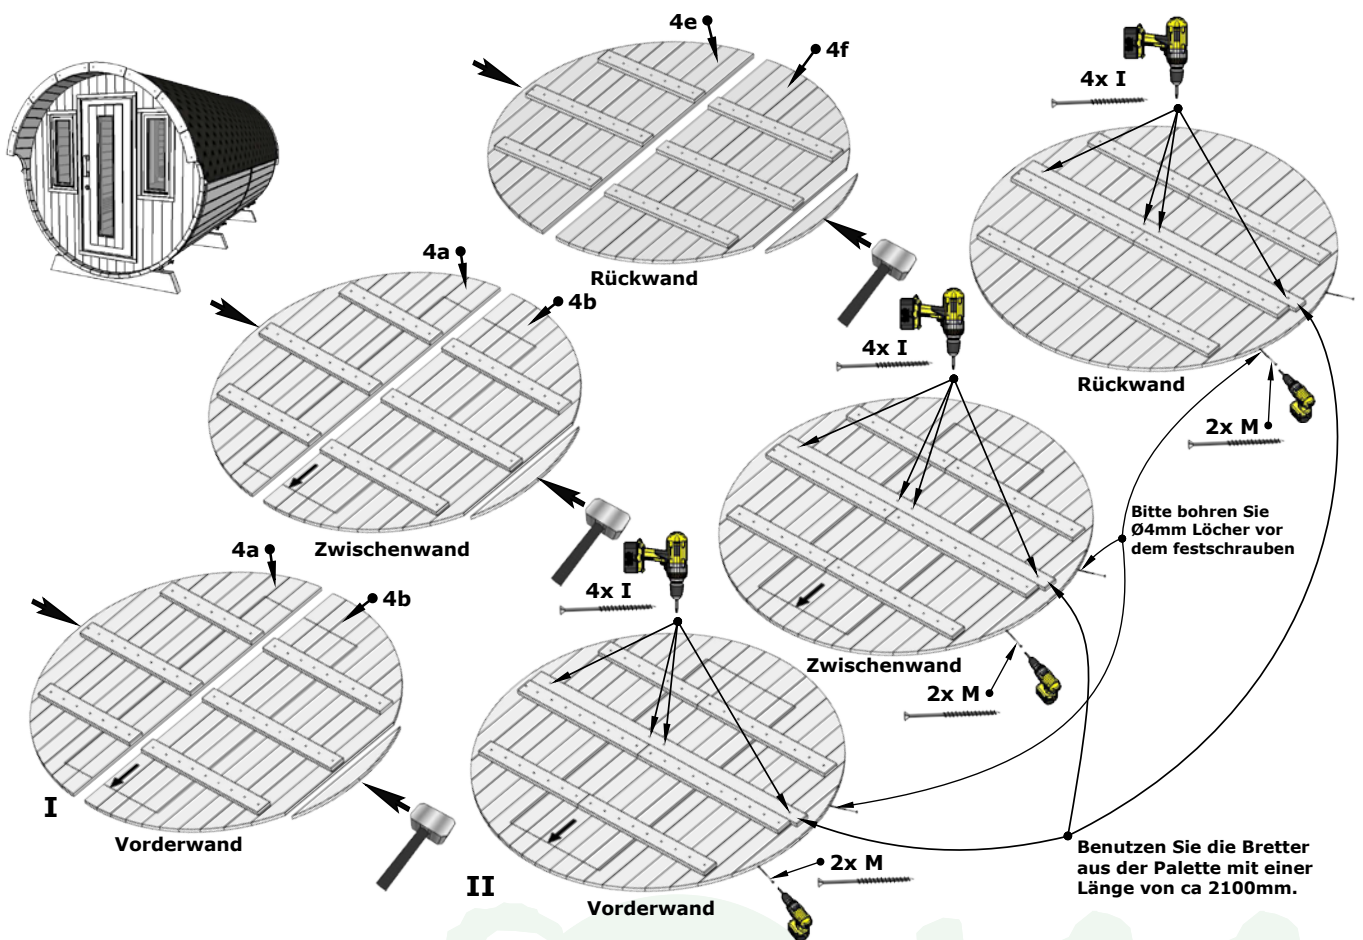 4e
4f
Rückwand
4a
4b
Zwischenwand
4a
4b
I
Vorderwand
4x I
Rückwand
2x M
4x I
Zwischenwand
2x M
Bitte bohren Sie
Ø4mm Löcher vor
dem festschrauben
4x I
II
Vorderwand
2x M
Benutzen Sie die Bretter
aus der Palette mit einer
Länge von ca 2100mm.